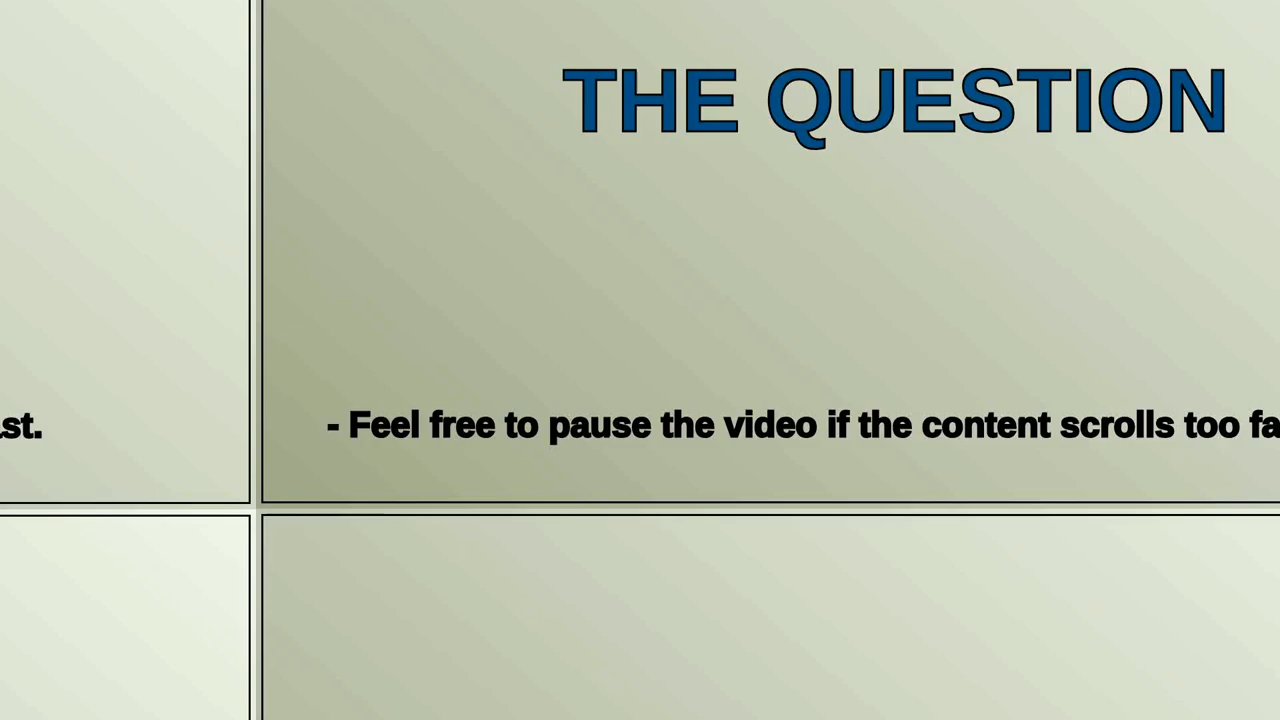 THE QUESTION
st.
- Feel free to pause the video if the content scrolls too fa